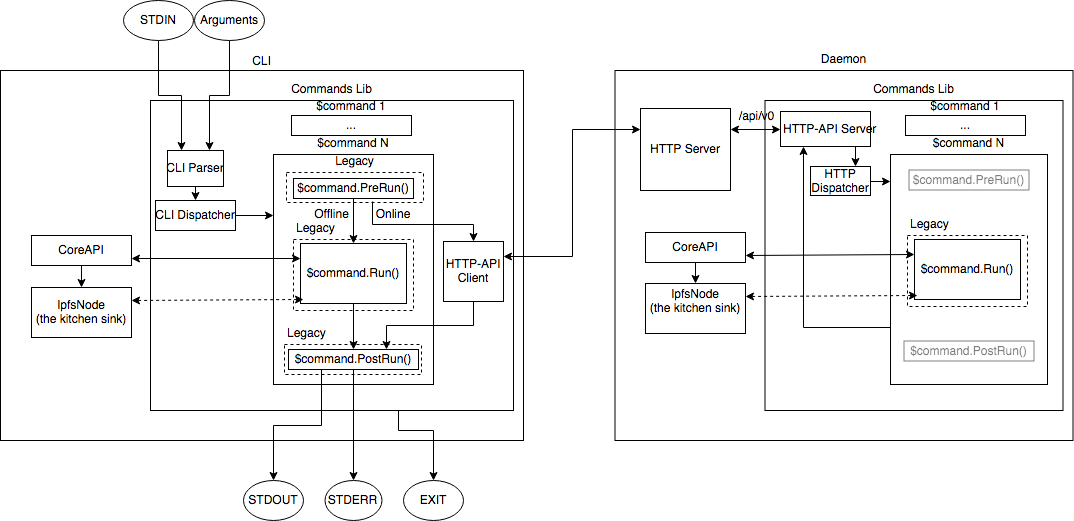 STDIN
Arguments
CLI
Commands Lib
$command 1
...
$command N
CLI Parser
CLI Dispatcher
Legacy
$command.PreRun()
Offline
Online
Legacy
$command.Run()
HTTP-API
Client
CoreAPI
IpfsNode
(the kitchen sink)
Legacy
$command.PostRun()
STDOUT
STDERR
EXIT
Daemon
HTTP Server
/api/v0
Commands Lib
$command 1
...
$command N
HTTP-API Server
HTTP
Dispatcher
$command.PreRun()
Legacy
$command.Run()
CoreAPI
IpfsNode
(the kitchen sink)
$command.PostRun()